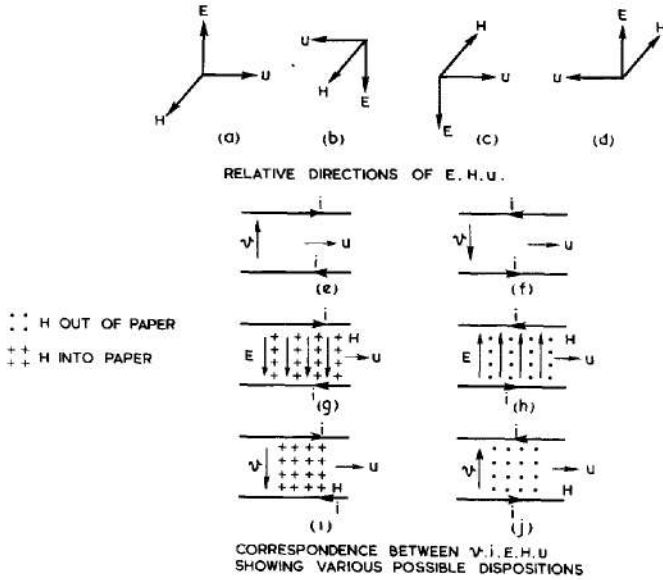 E
U
H
(a)
U
H
E
(b)
H
U
E
(c)
E
H
U
(d)
RELATIVE DIRECTIONS OF E.H.U.
i
v
u
i
(e)
i
v
u
i
(f)
:: H OUT OF PAPER
++ H INTO PAPER
i
H
E
u
i
(g)
i
H
E
u
i
(h)
i
v
u
H
i
(i)
i
v
u
H
i
(j)
CORRESPONDENCE BETWEEN v.i.E.H.U
SHOWING VARIOUS POSSIBLE DISPOSITIONS